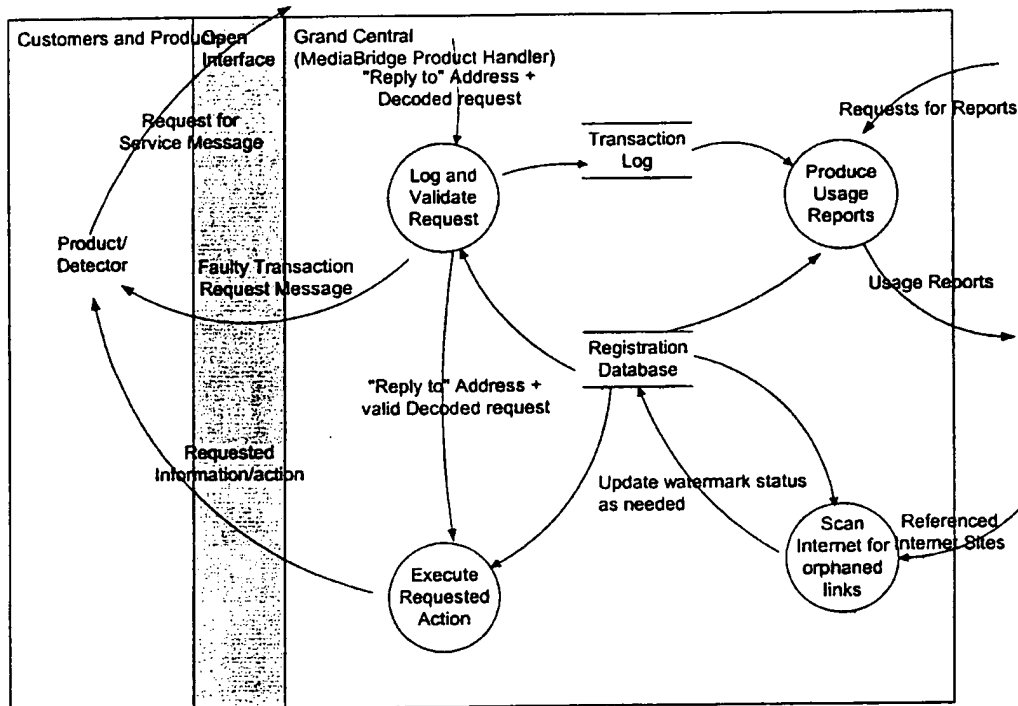 Customers and Products
Open
Interface
Grand Central
(MediaBridge Product Handler)
"Reply to" Address +
Decoded request
Requests for Reports
Request for
Service Message
Transaction
Log
Log and
Validate
Request
Produce
Usage
Reports
Product/
Detector
Faulty Transaction
Request Message
Usage Reports
Registration
Database
"Reply to" Address +
valid Decoded request
Requested
Information/action
Update watermark status
as needed
Scan
Internet for
orphaned
links
Referenced
Internet Sites
Execute
Requested
Action